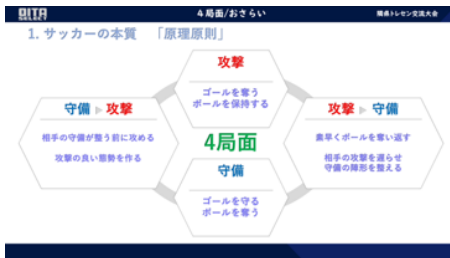 OITA
SELECT
4局面/おさらい
隣県トレセン交流大会
1. サッカーの本質 「原理原則」
攻撃
ゴールを奪う
ボールを保持する
守備 ▶ 攻撃
相手の守備が整う前に攻める
攻撃の良い態勢を作る
4局面
攻撃 ▶ 守備
素早くボールを奪い返す
相手の攻撃を遅らせ
守備の陣形を整える
守備
ゴールを守る
ボールを奪う